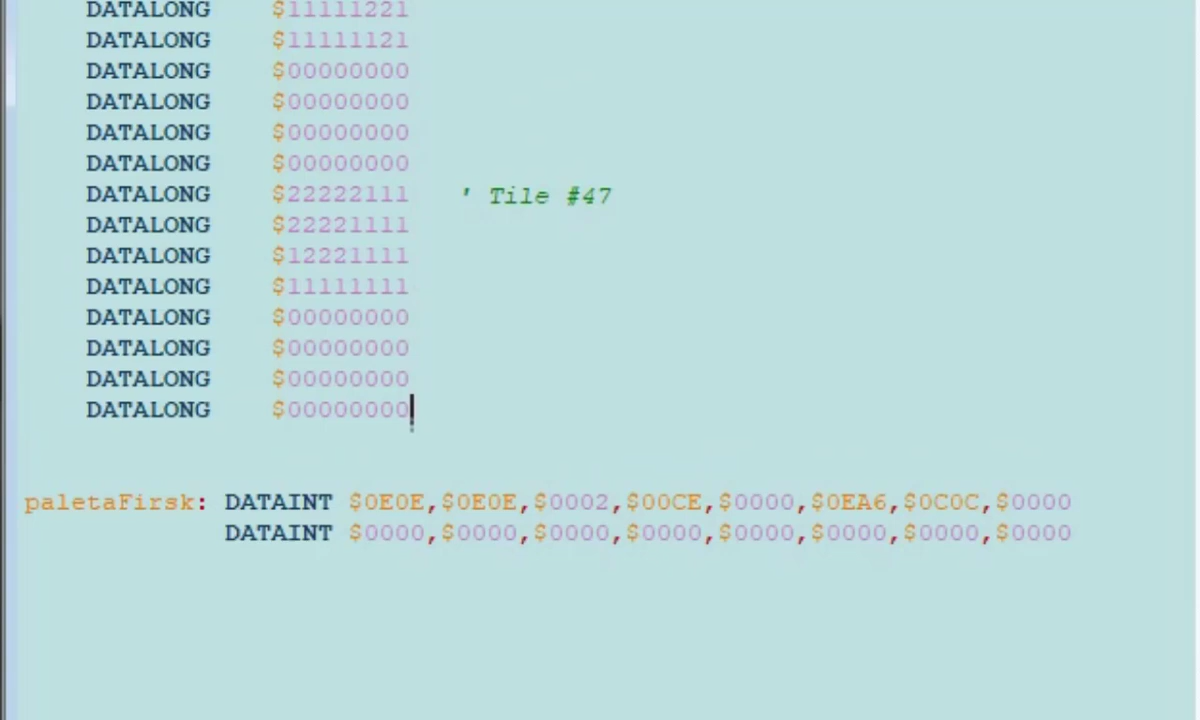 DATALONG $11111221
DATALONG $11111121
DATALONG $00000000
DATALONG $00000000
DATALONG $00000000
DATALONG $00000000
DATALONG $22222111 ' Tile #47
DATALONG $22221111
DATALONG $12221111
DATALONG $11111111
DATALONG $00000000
DATALONG $00000000
DATALONG $00000000
DATALONG $00000000
paletaFirsk: DATAINT $0E0E,$0E0E,$0002,$00CE,$0000,$0EA6,$0C0C,$0000
DATAINT $0000,$0000,$0000,$0000,$0000,$0000,$0000,$0000